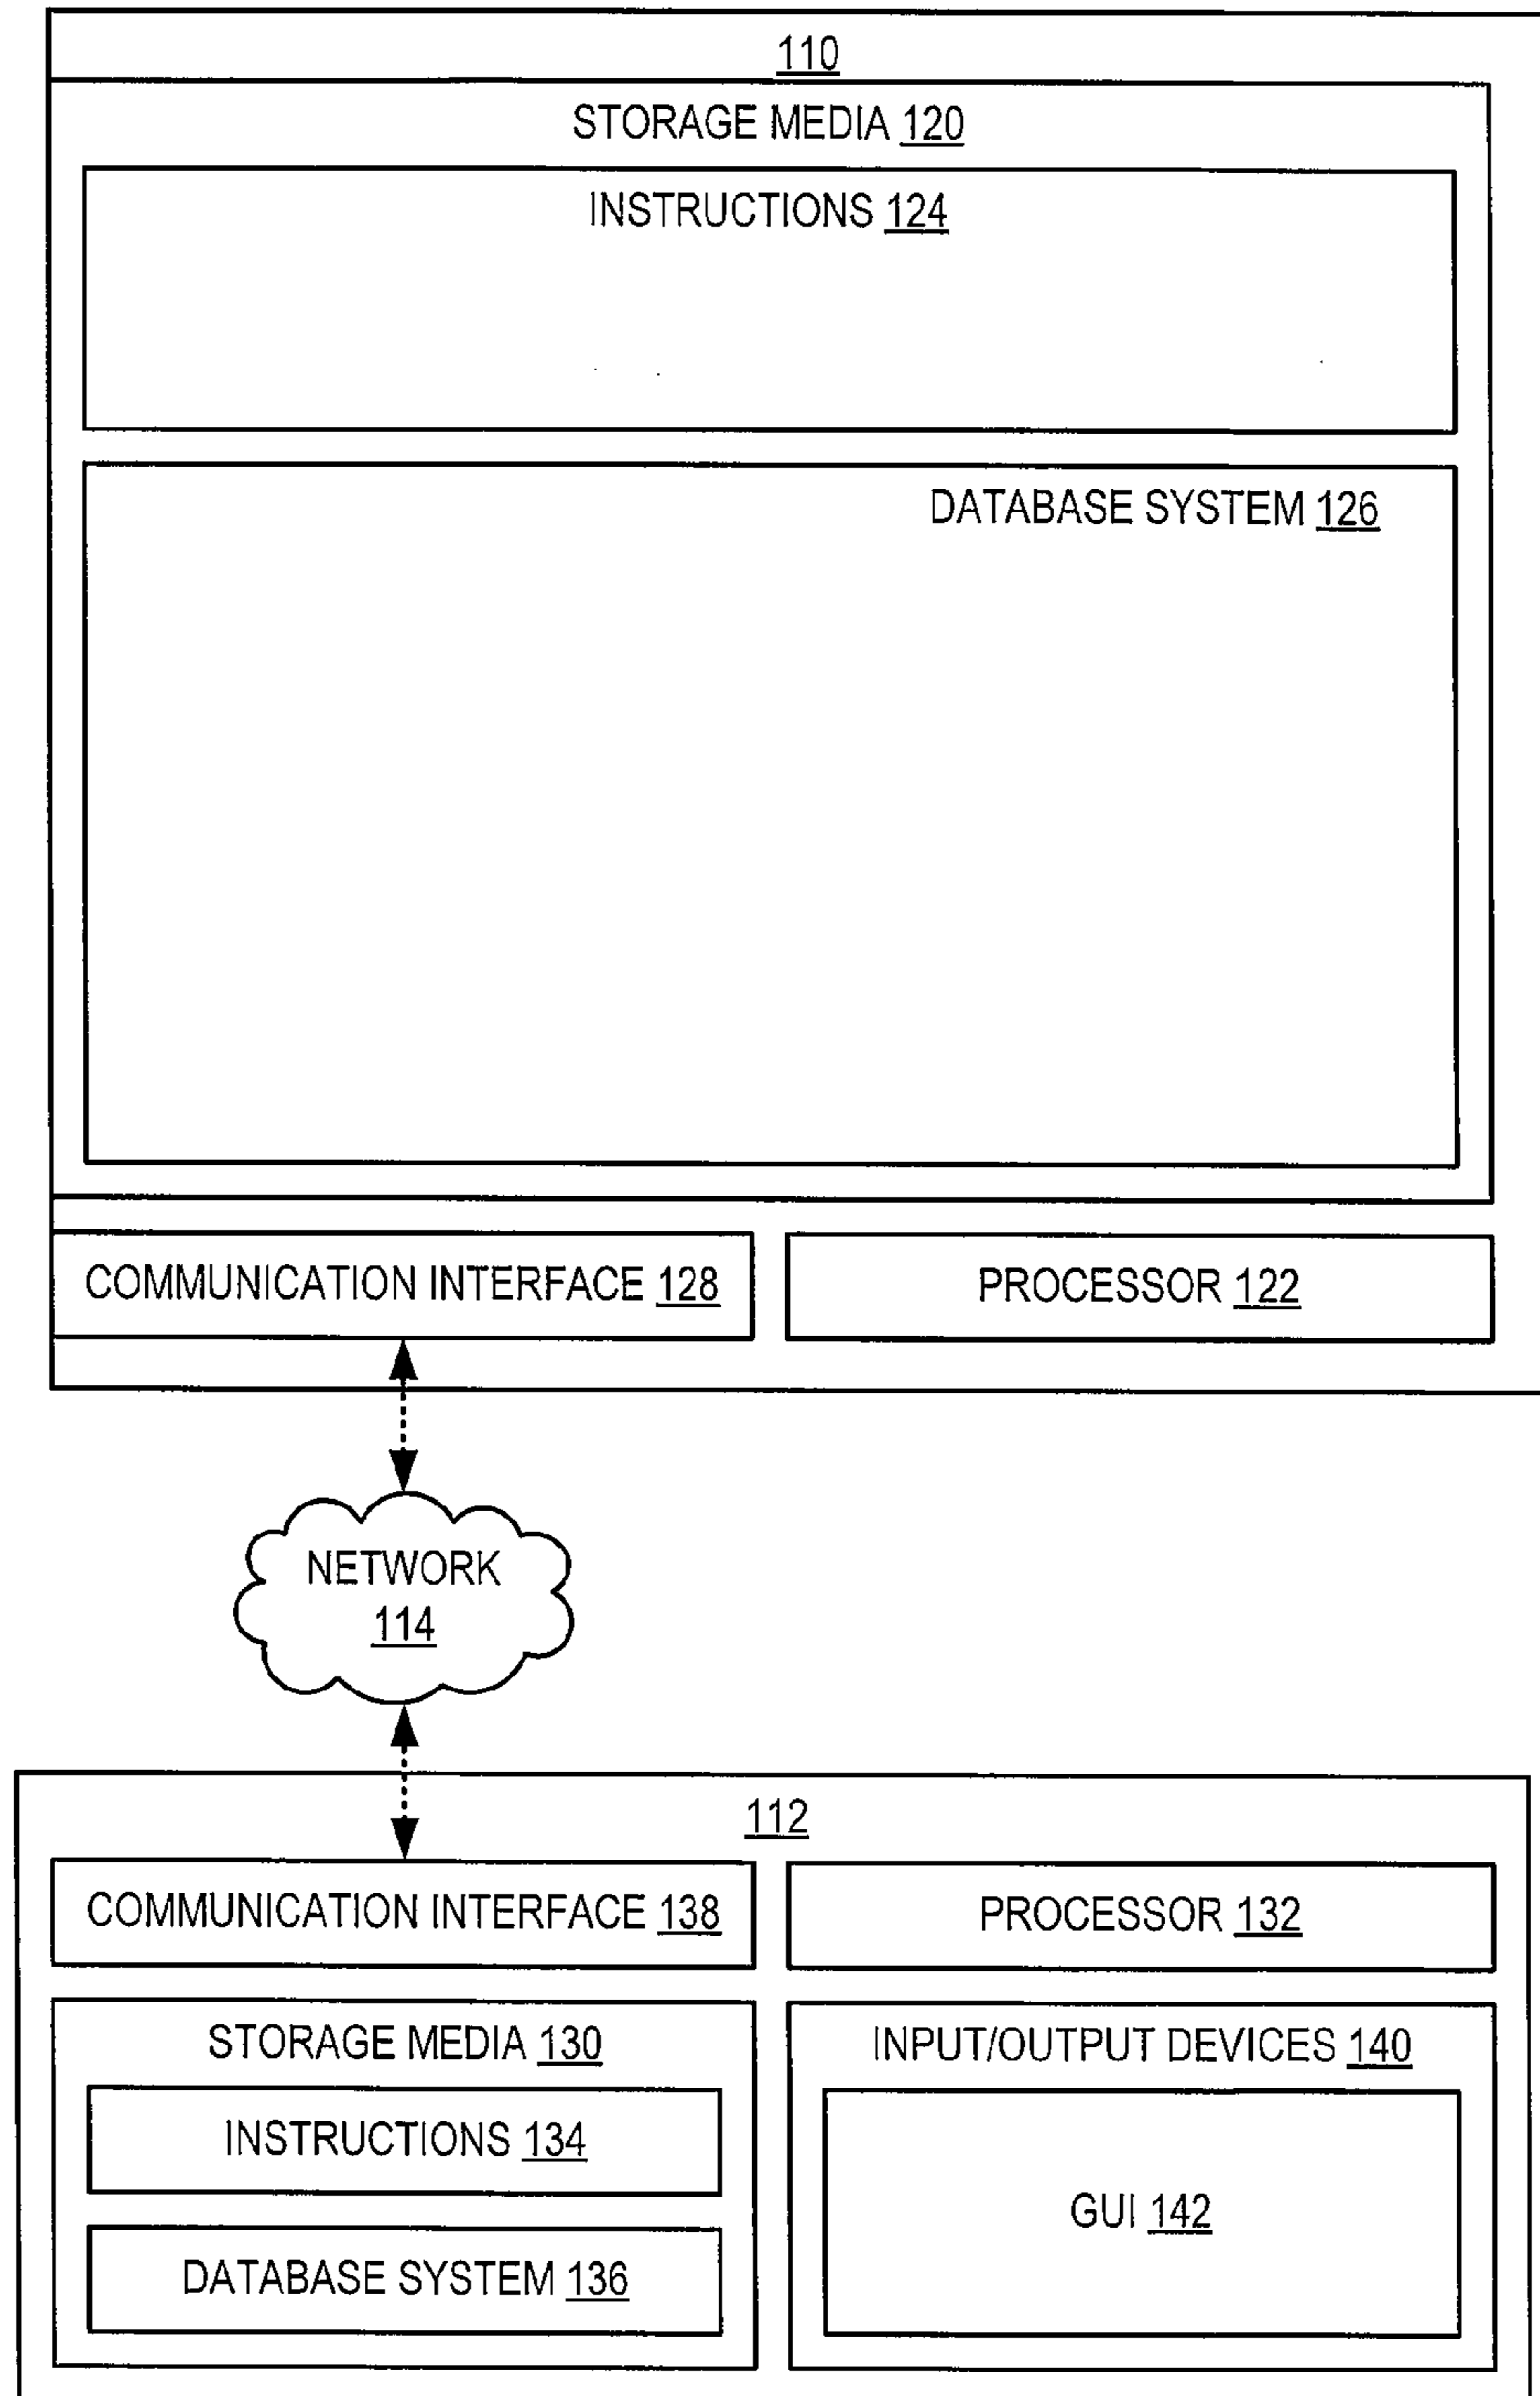 110
STORAGE MEDIA 120
INSTRUCTIONS 124
DATABASE SYSTEM 126
COMMUNICATION INTERFACE 128
PROCESSOR 122
NETWORK
114
112
COMMUNICATION INTERFACE 138
PROCESSOR 132
STORAGE MEDIA 130
INSTRUCTIONS 134
DATABASE SYSTEM 136
INPUT/OUTPUT DEVICES 140
GUI 142